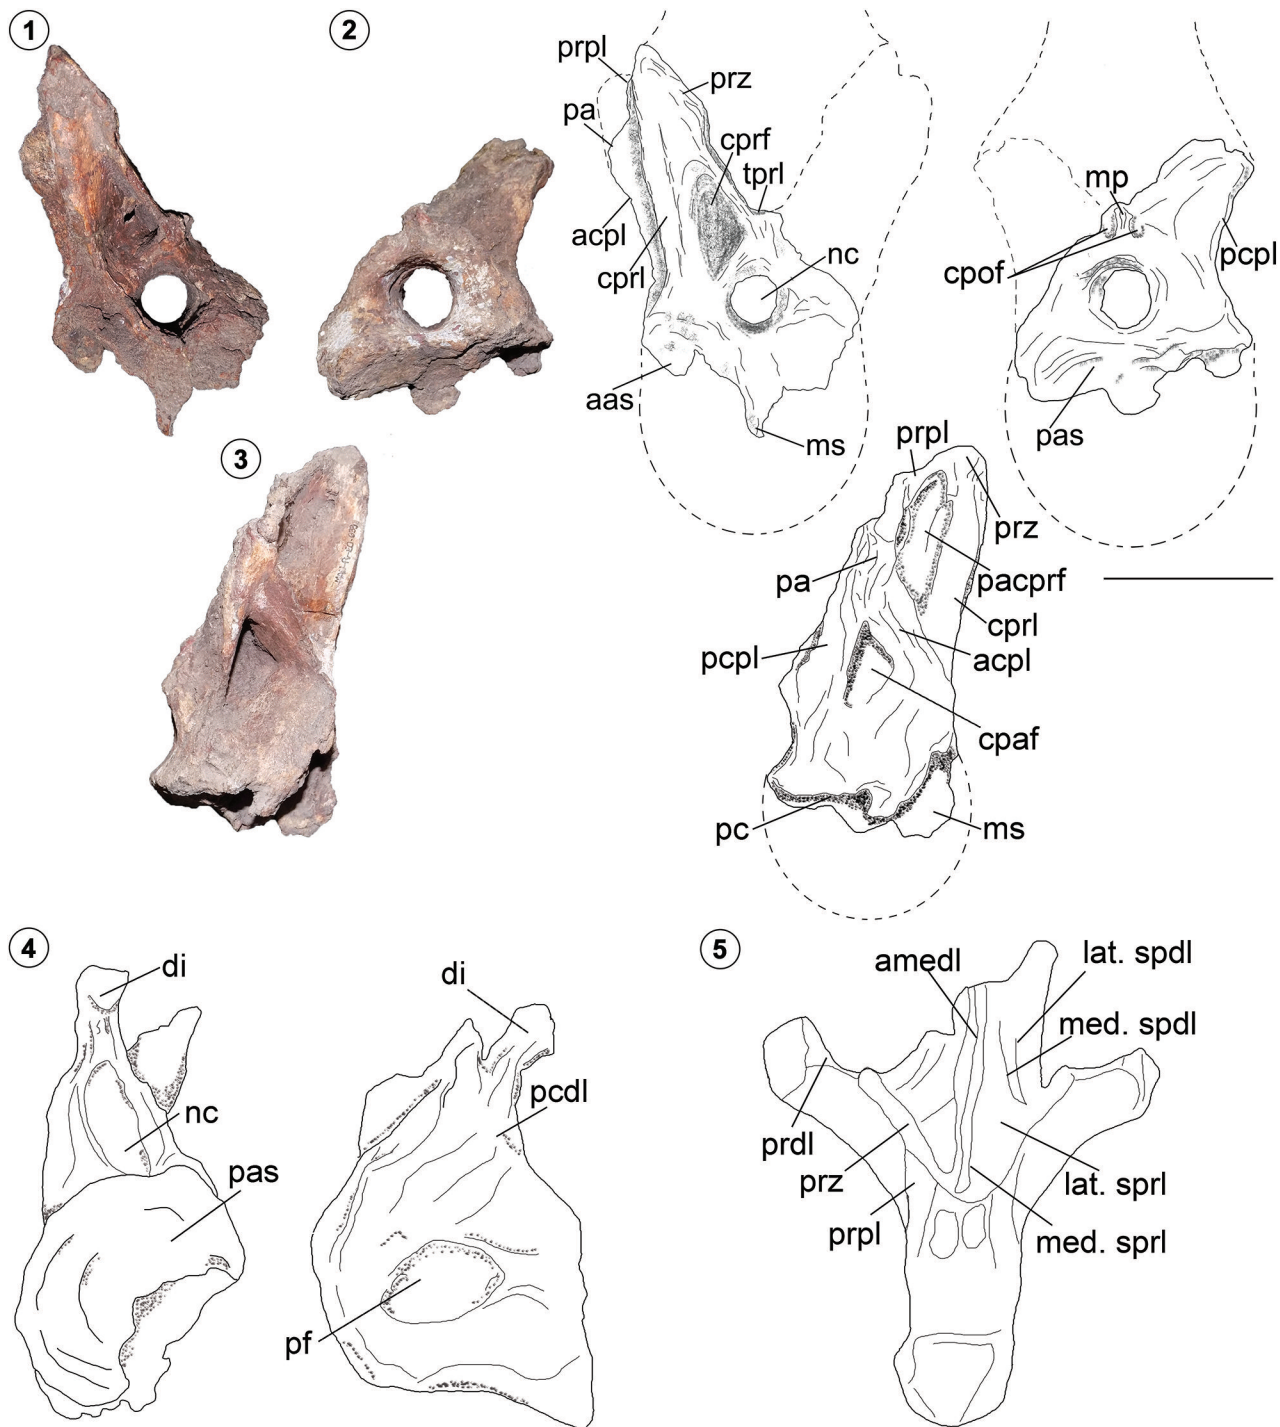 1
2
prpl
prz
pa
cprf
tprl
acpl
cprl
nc
aas
ms
mp
cpof
pcpl
pas
3
prpl
prz
pa
pacprf
cprl
pcpl
acpl
cpaf
pc
ms
4
di
nc
pas
di
pcdl
pf
5
amedl
lat. spdl
med. spdl
prdl
prz
lat. sprl
prpl
med. sprl